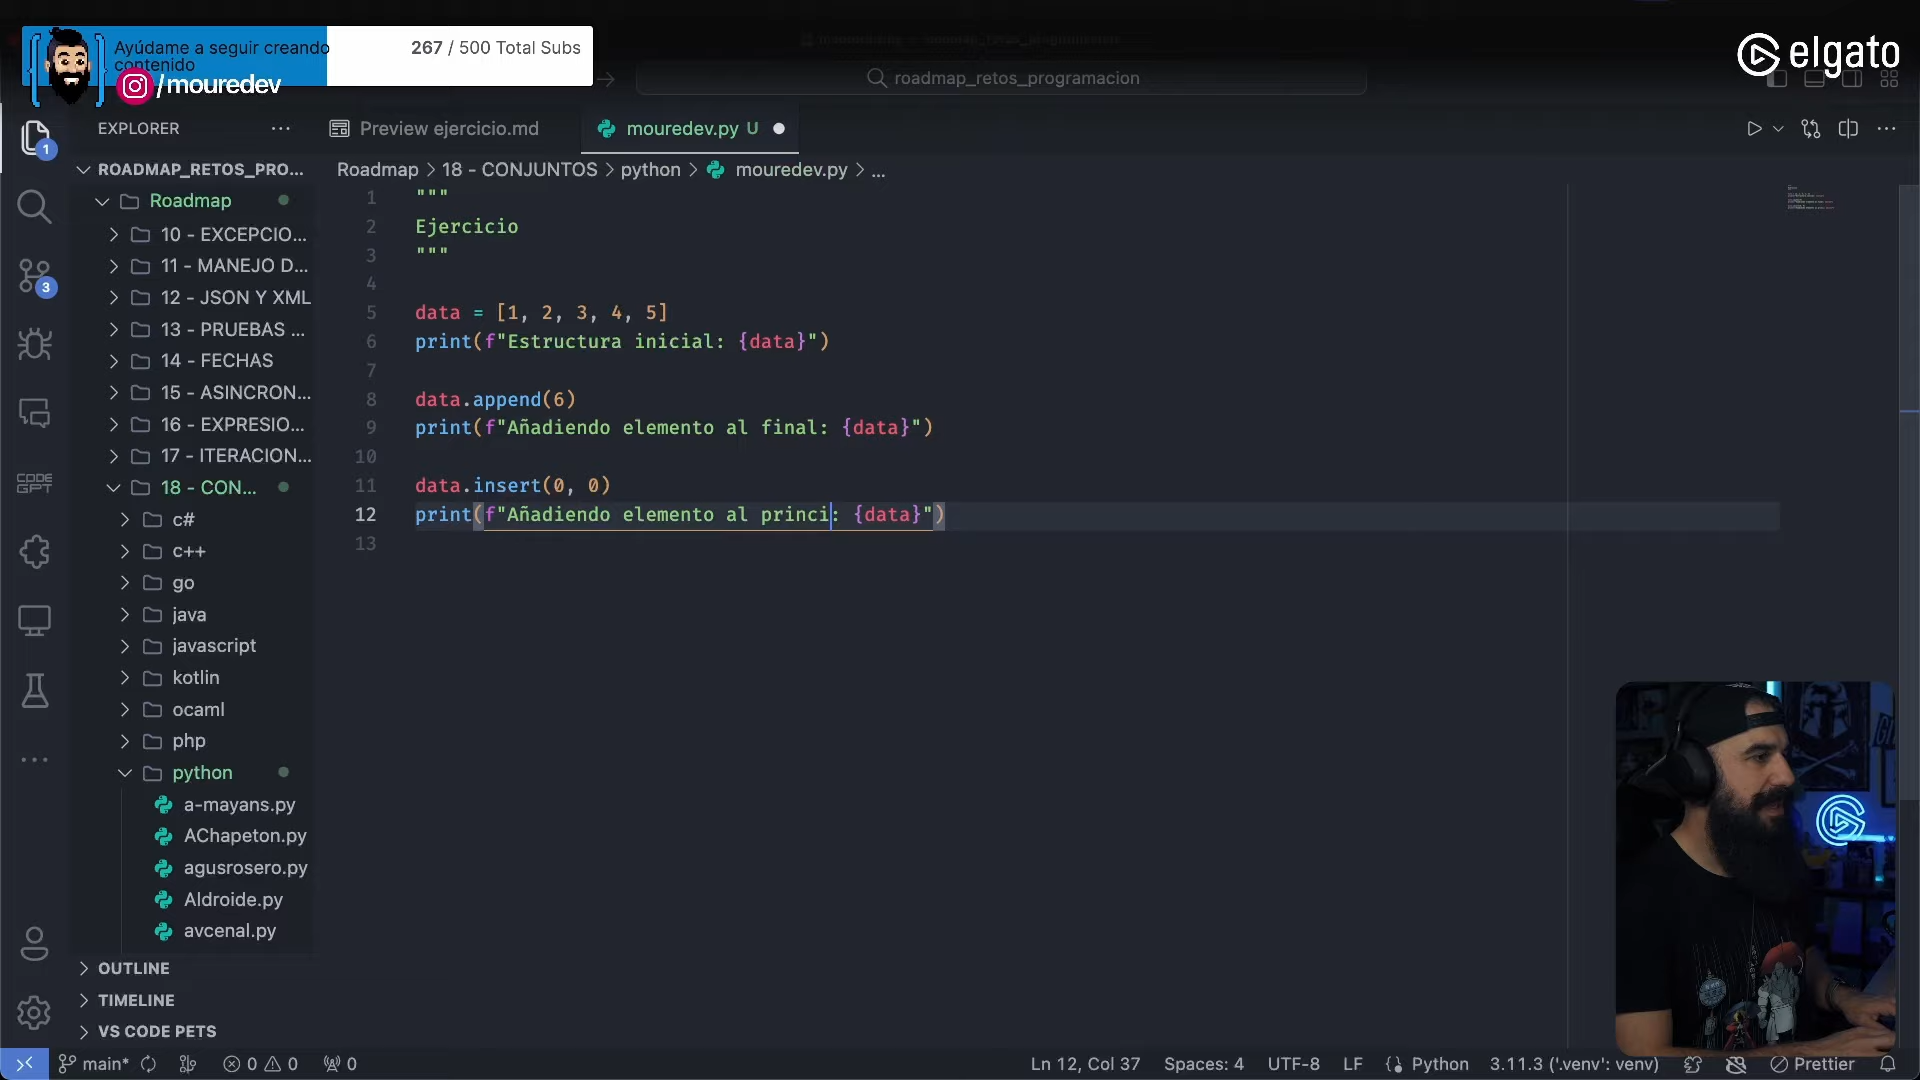 Ayúdame a seguir creando
contenido
/mouredev
267 / 500 Total Subs
roadmap_retos_programacion
elgato
EXPLORER
Preview ejercicio.md
mouredev.py U
ROADMAP_RETOS_PRO...
Roadmap > 18 - CONJUNTOS > python > mouredev.py > ...
Roadmap
10 - EXCEPCIO...
11 - MANEJO D...
12 - JSON Y XML
13 - PRUEBAS ...
14 - FECHAS
15 - ASINCRON...
16 - EXPRESIO...
17 - ITERACION...
18 - CON...
c#
c++
go
java
javascript
kotlin
ocaml
php
python
a-mayans.py
AChapeton.py
agusrosero.py
Aldroide.py
avcenal.py
OUTLINE
TIMELINE
VS CODE PETS
1
3
CODE
GPT
1 """
2 Ejercicio
3 """
4
5 data = [1, 2, 3, 4, 5]
6 print(f"Estructura inicial: {data}")
7
8 data.append(6)
9 print(f"Añadiendo elemento al final: {data}")
10
11 data.insert(0, 0)
12 print(f"Añadiendo elemento al princi: {data}")
13
main* 0 0 0
Ln 12, Col 37 Spaces: 4 UTF-8 LF Python 3.11.3 ('.venv': venv) Prettier